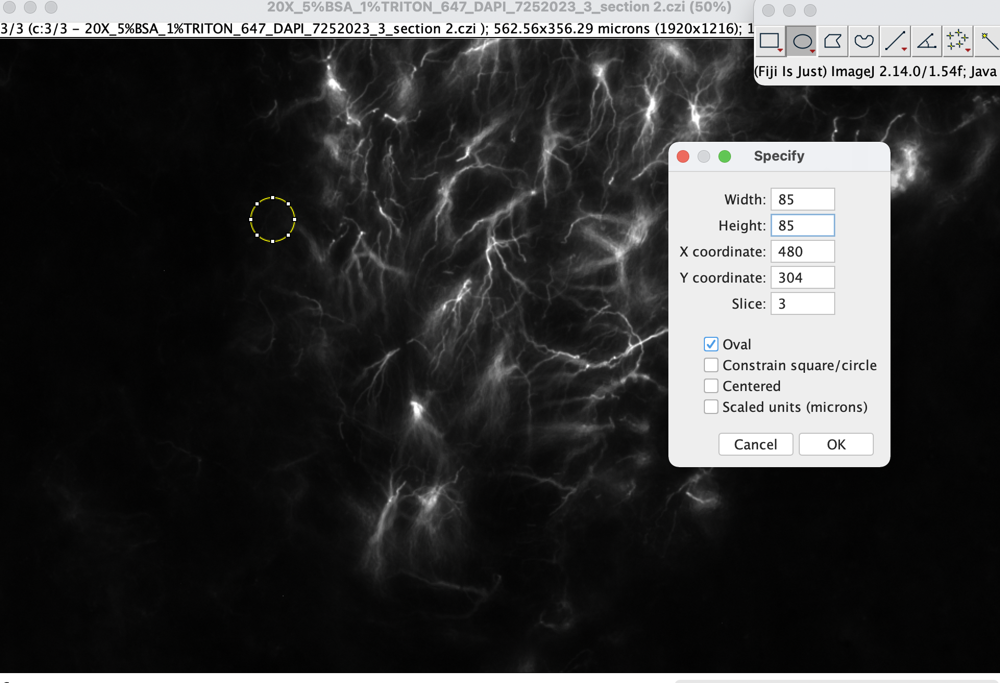 20X_5%BSA_1%TRITON_647_DAPI_7252023_3_section 2.czi (50%)
3/3 (c:3/3 - 20X_5%BSA_1%TRITON_647_DAPI_7252023_3_section 2.czi ); 562.56x356.29 microns (1920x1216); 1
(Fiji Is Just) ImageJ 2.14.0/1.54f; Java
Specify
Width: 85
Height: 85
X coordinate: 480
Y coordinate: 304
Slice: 3
Oval
Constrain square/circle
Centered
Scaled units (microns)
Cancel OK